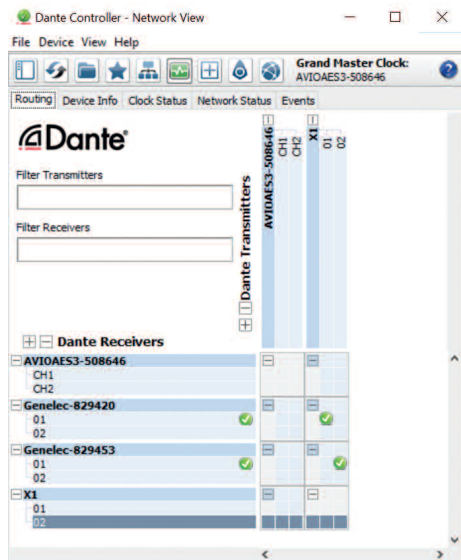 Dante Controller - Network View
File Device View Help
Grand Master Clock:
AVIOAES3-508646
Routing Device Info Clock Status Network Status Events
Dante
Filter Transmitters
Filter Receivers
Dante Transmitters
AVIOAES3-508646
CH1
CH2
X1
01
02
Dante Receivers
AVIOAES3-508646
CH1
CH2
Genelec-829420
01
02
Genelec-829453
01
02
X1
01
02